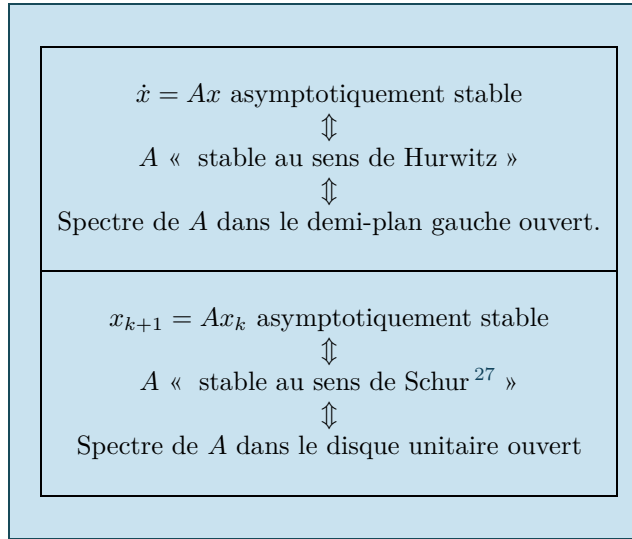 ẋ = Ax asymptotiquement stable
⇕
A « stable au sens de Hurwitz »
⇕
Spectre de A dans le demi-plan gauche ouvert.
x_{k+1} = Ax_k asymptotiquement stable
⇕
A « stable au sens de Schur 27 »
⇕
Spectre de A dans le disque unitaire ouvert